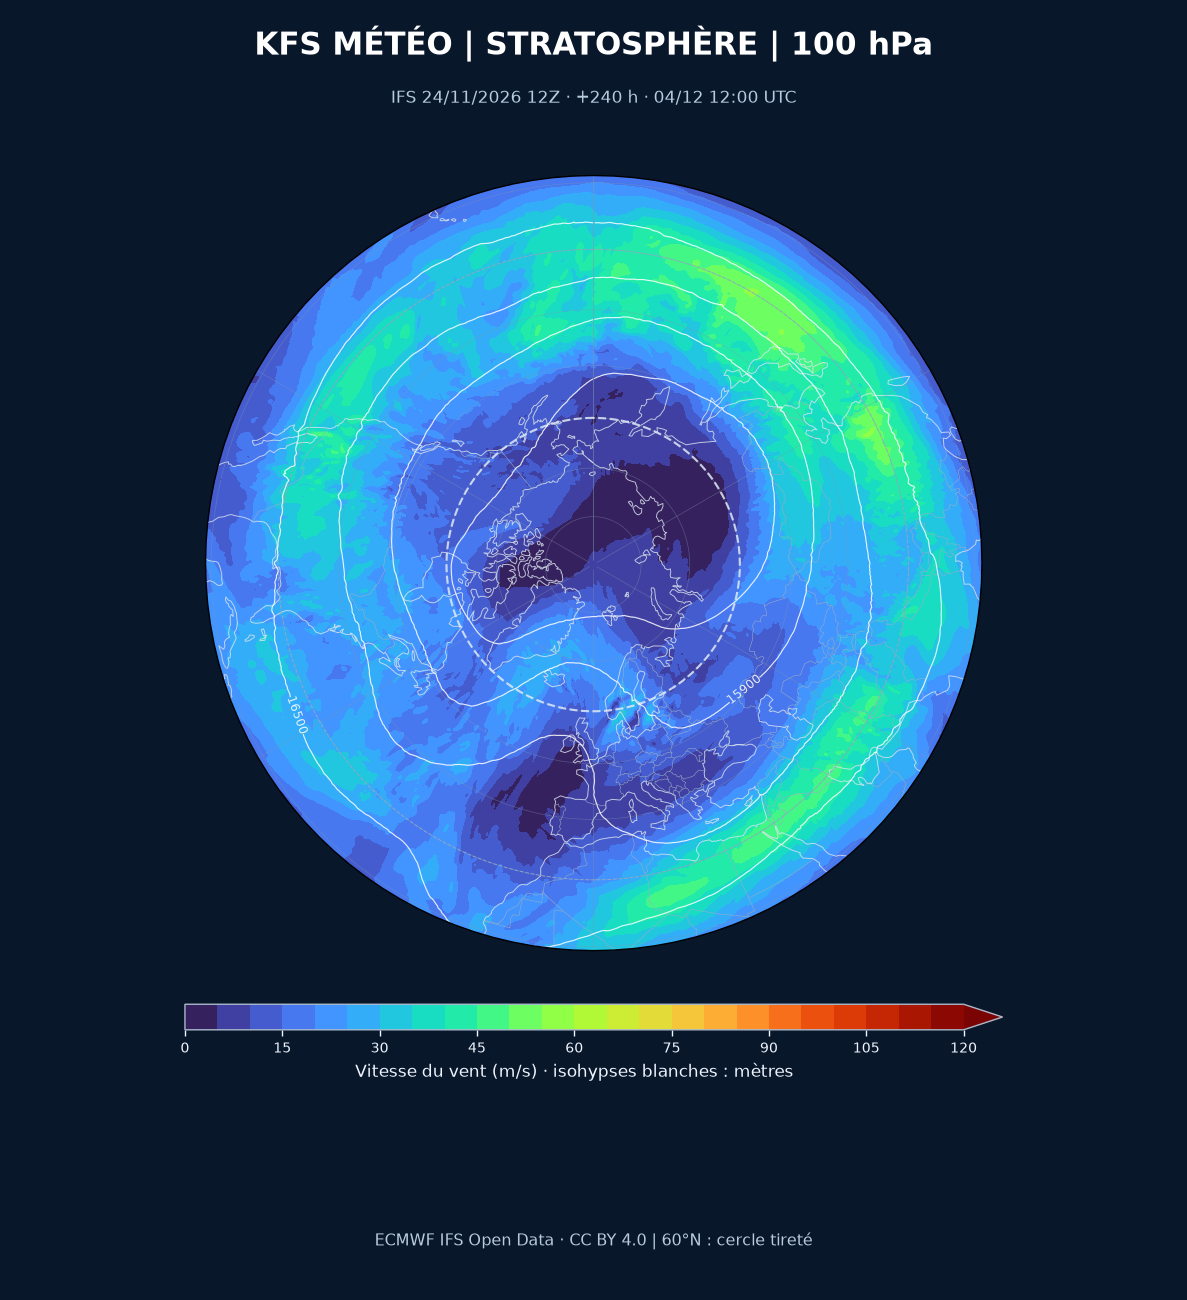 KFS MÉTÉO | STRATOSPHÈRE | 100 hPa
IFS 24/11/2026 12Z · +240 h · 04/12 12:00 UTC
15900
16500
0 15 30 45 60 75 90 105 120
Vitesse du vent (m/s) · isohypses blanches : mètres
ECMWF IFS Open Data · CC BY 4.0 | 60°N : cercle tireté